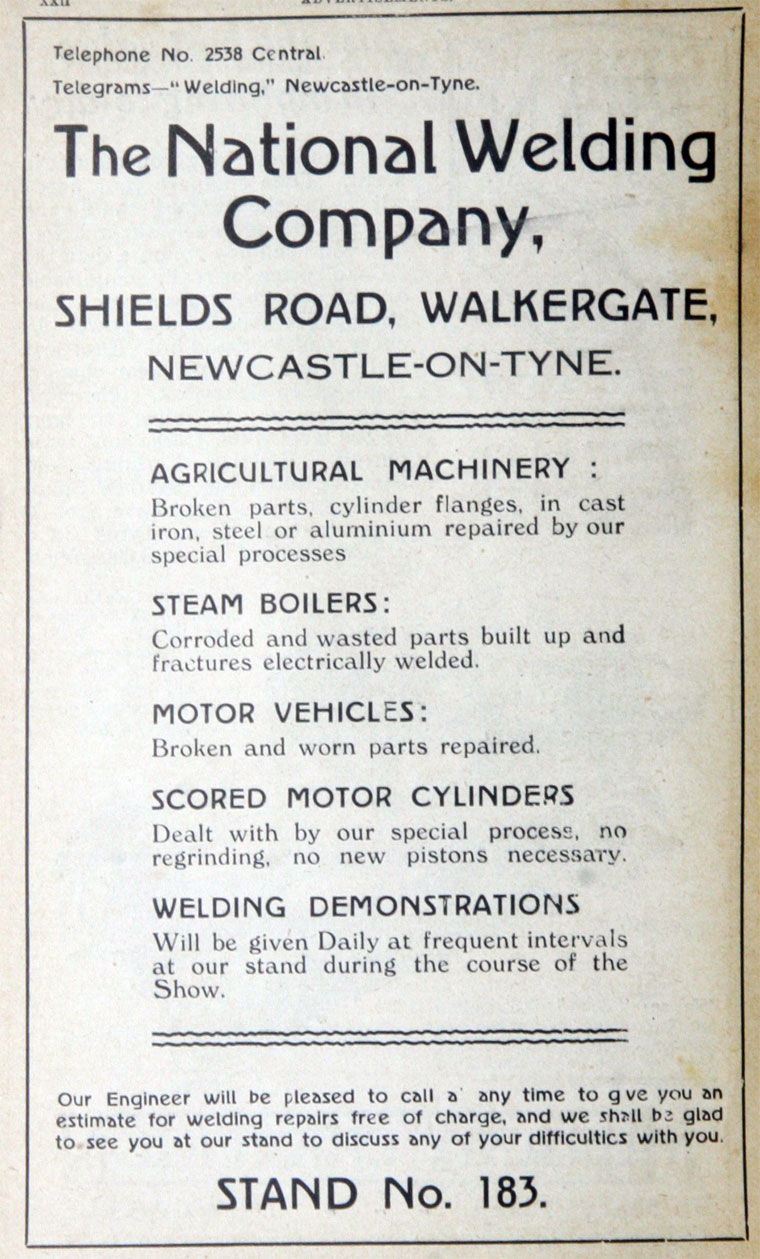 xxii ADVERTISEMENTS.
Telephone No. 2538 Central.
Telegrams—"Welding," Newcastle-on-Tyne.
The National Welding
Company,
SHIELDS ROAD, WALKERGATE,
NEWCASTLE-ON-TYNE.
AGRICULTURAL MACHINERY :
Broken parts, cylinder flanges, in cast
iron, steel or aluminium repaired by our
special processes
STEAM BOILERS:
Corroded and wasted parts built up and
fractures electrically welded.
MOTOR VEHICLES:
Broken and worn parts repaired.
SCORED MOTOR CYLINDERS
Dealt with by our special process, no
regrinding, no new pistons necessary.
WELDING DEMONSTRATIONS
Will be given Daily at frequent intervals
at our stand during the course of the
Show.
Our Engineer will be pleased to call a' any time to g ve you an
estimate for welding repairs free of charge, and we shall be glad
to see you at our stand to discuss any of your difficultics with you.
STAND No. 183.